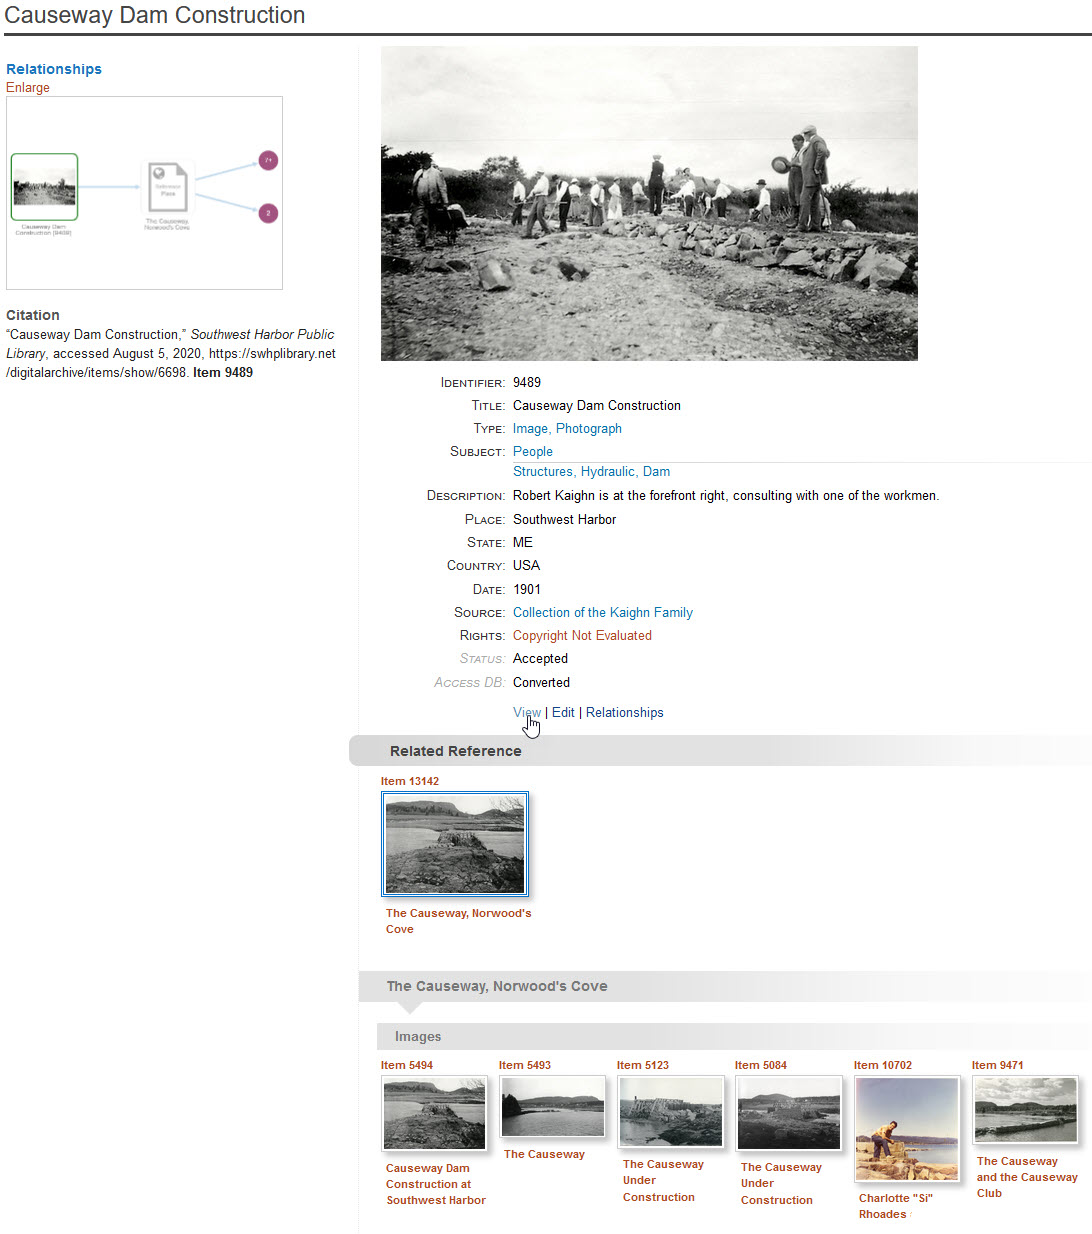 Causeway Dam Construction
Relationships
Enlarge
Causeway Dam
Construction [9489]
Reference
Place
The Causeway,
Norwood's Cove
7+
2
Citation
“Causeway Dam Construction,” Southwest Harbor Public
Library, accessed August 5, 2020, https://swhplibrary.net
/digitalarchive/items/show/6698. Item 9489
Identifier: 9489
Title: Causeway Dam Construction
Type: Image, Photograph
Subject: People
Structures, Hydraulic, Dam
Description: Robert Kaighn is at the forefront right, consulting with one of the workmen.
Place: Southwest Harbor
State: ME
Country: USA
Date: 1901
Source: Collection of the Kaighn Family
Rights: Copyright Not Evaluated
Status: Accepted
Access DB: Converted
View | Edit | Relationships
Related Reference
Item 13142
The Causeway, Norwood's
Cove
The Causeway, Norwood's Cove
Images
Item 5494
Causeway Dam
Construction at
Southwest Harbor
Item 5493
The Causeway
Item 5123
The Causeway
Under
Construction
Item 5084
The Causeway
Under
Construction
Item 10702
Charlotte "Si"
Rhoades
Item 9471
The Causeway
and the Causeway
Club